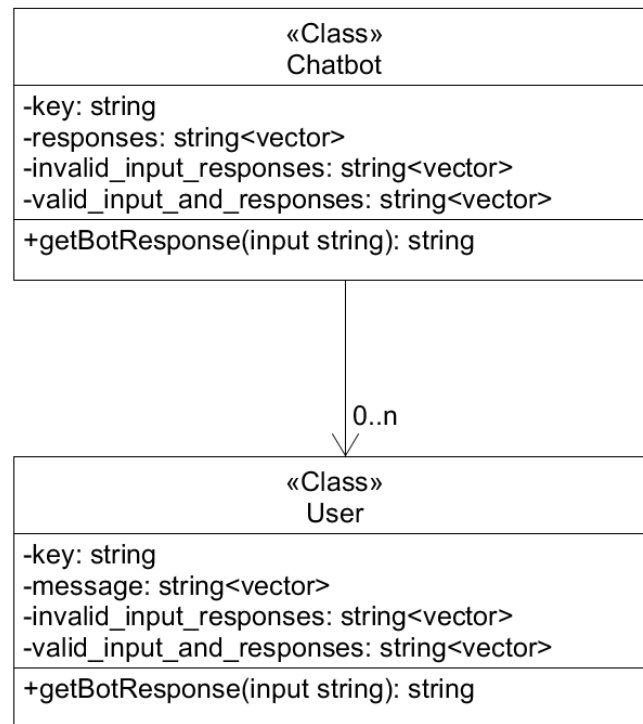 «Class»
Chatbot
-key: string
-responses: string<vector>
-invalid_input_responses: string<vector>
-valid_input_and_responses: string<vector>
+getBotResponse(input string): string
0..n
«Class»
User
-key: string
-message: string<vector>
-invalid_input_responses: string<vector>
-valid_input_and_responses: string<vector>
+getBotResponse(input string): string